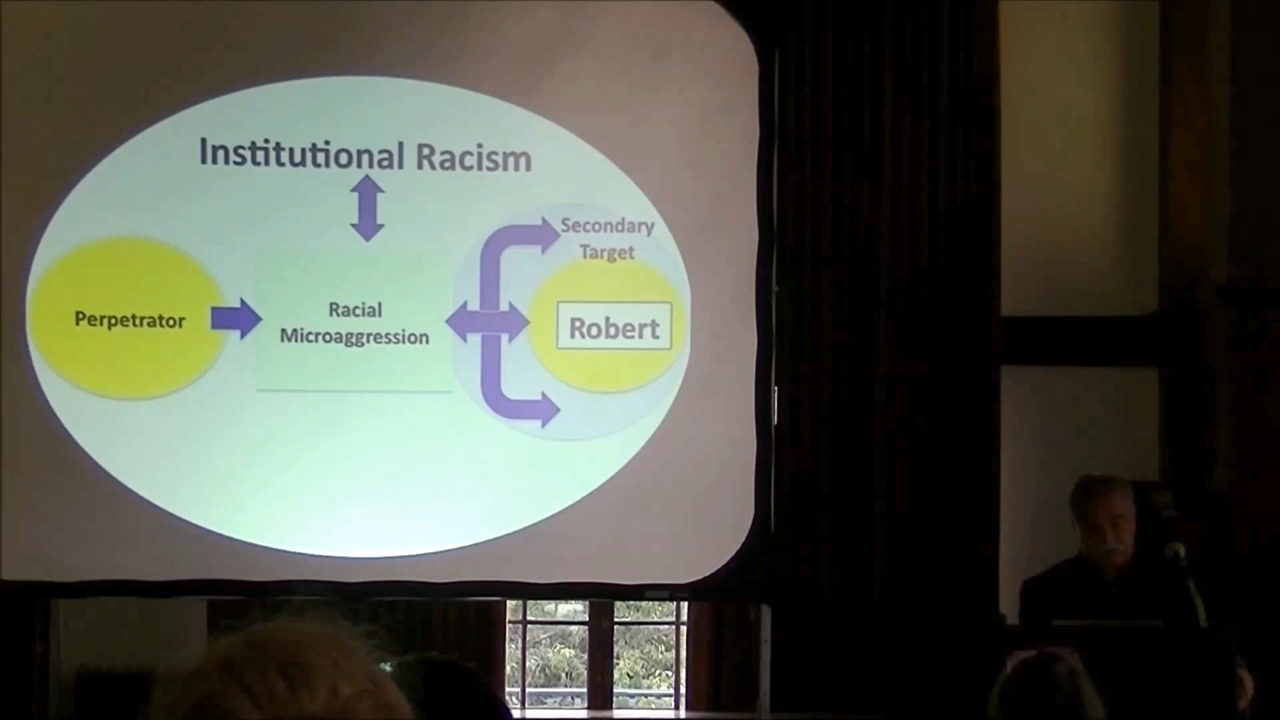 Institutional Racism
Perpetrator
Racial
Microaggression
Secondary
Target
Robert